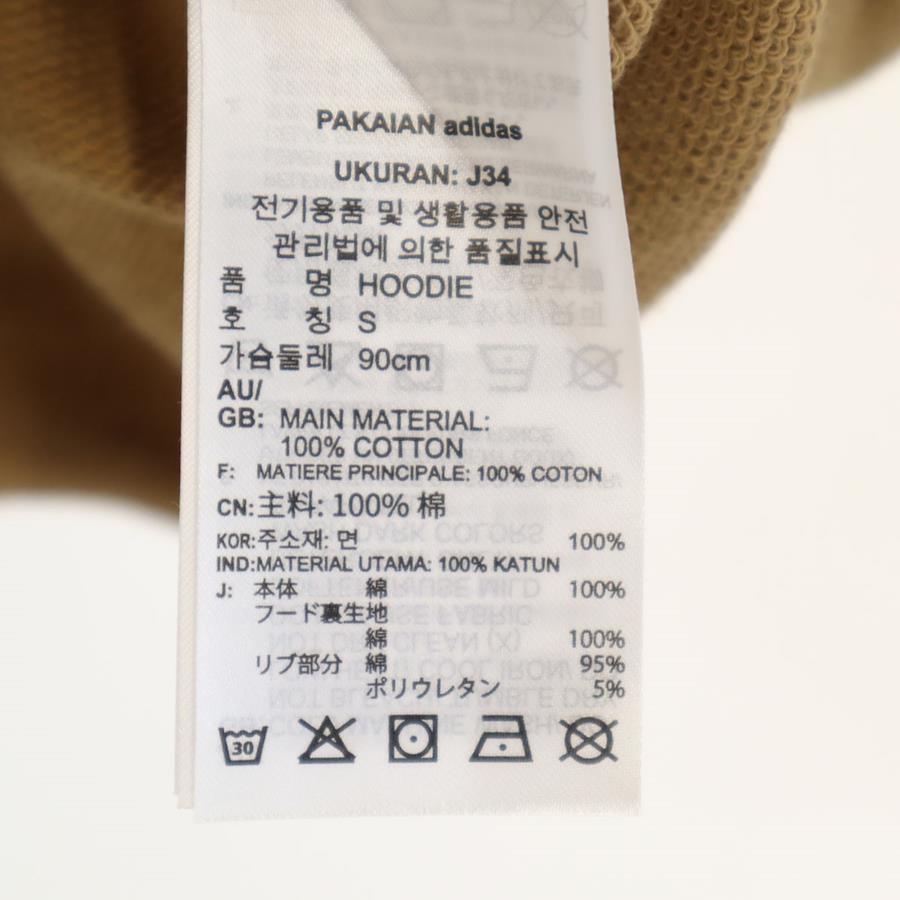 PAKAIAN adidas
UKURAN: J34
전기용품 및 생활용품 안전
관리법에 의한 품질표시
품 명 HOODIE
호 칭 S
가슴둘레 90cm
AU/
GB: MAIN MATERIAL:
100% COTTON
F: MATIERE PRINCIPALE: 100% COTON
CN:主料: 100% 棉
KOR:주소재: 면 100%
IND:MATERIAL UTAMA: 100% KATUN
J: 本体 綿 100%
フード裏生地
綿 100%
リブ部分 綿 95%
ポリウレタン 5%
30